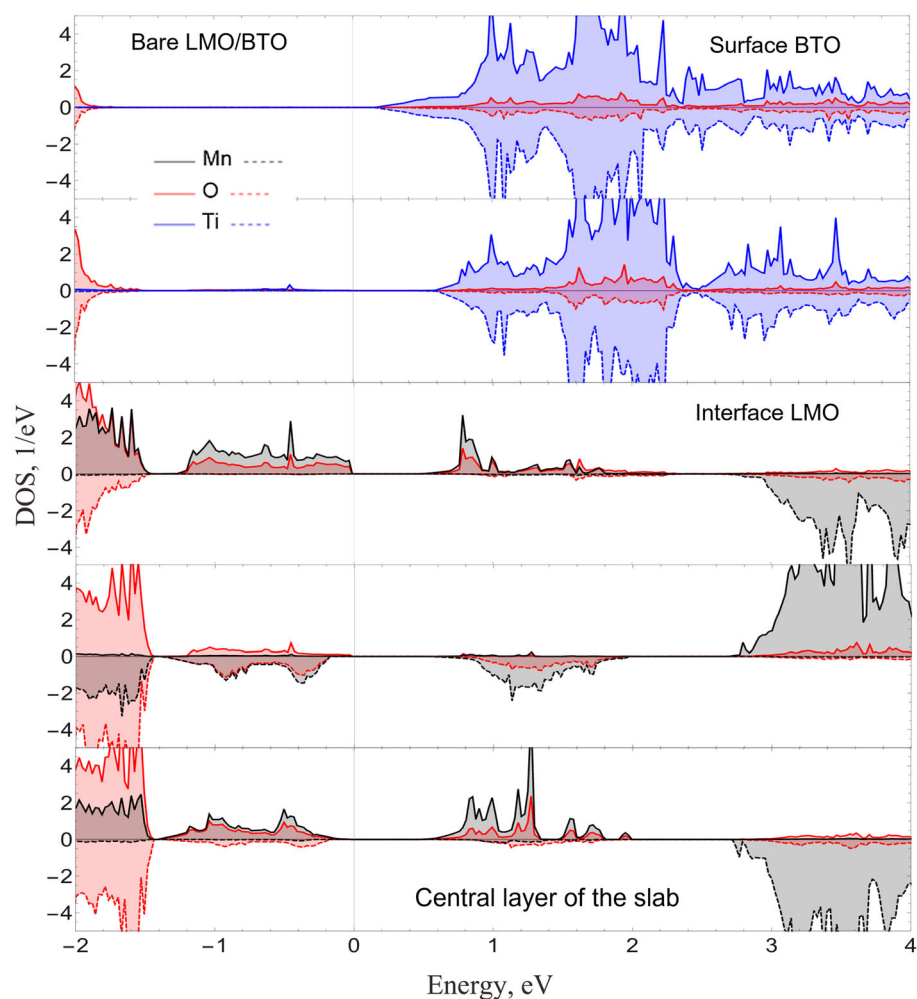 Bare LMO/BTO
Surface BTO
4
2
0
-2
-4
Mn
O
Ti
4
2
0
-2
-4
Interface LMO
4
2
0
-2
-4
DOS, 1/eV
4
2
0
-2
-4
4
2
0
-2
-4
Central layer of the slab
-2 -1 0 1 2 3 4
Energy, eV